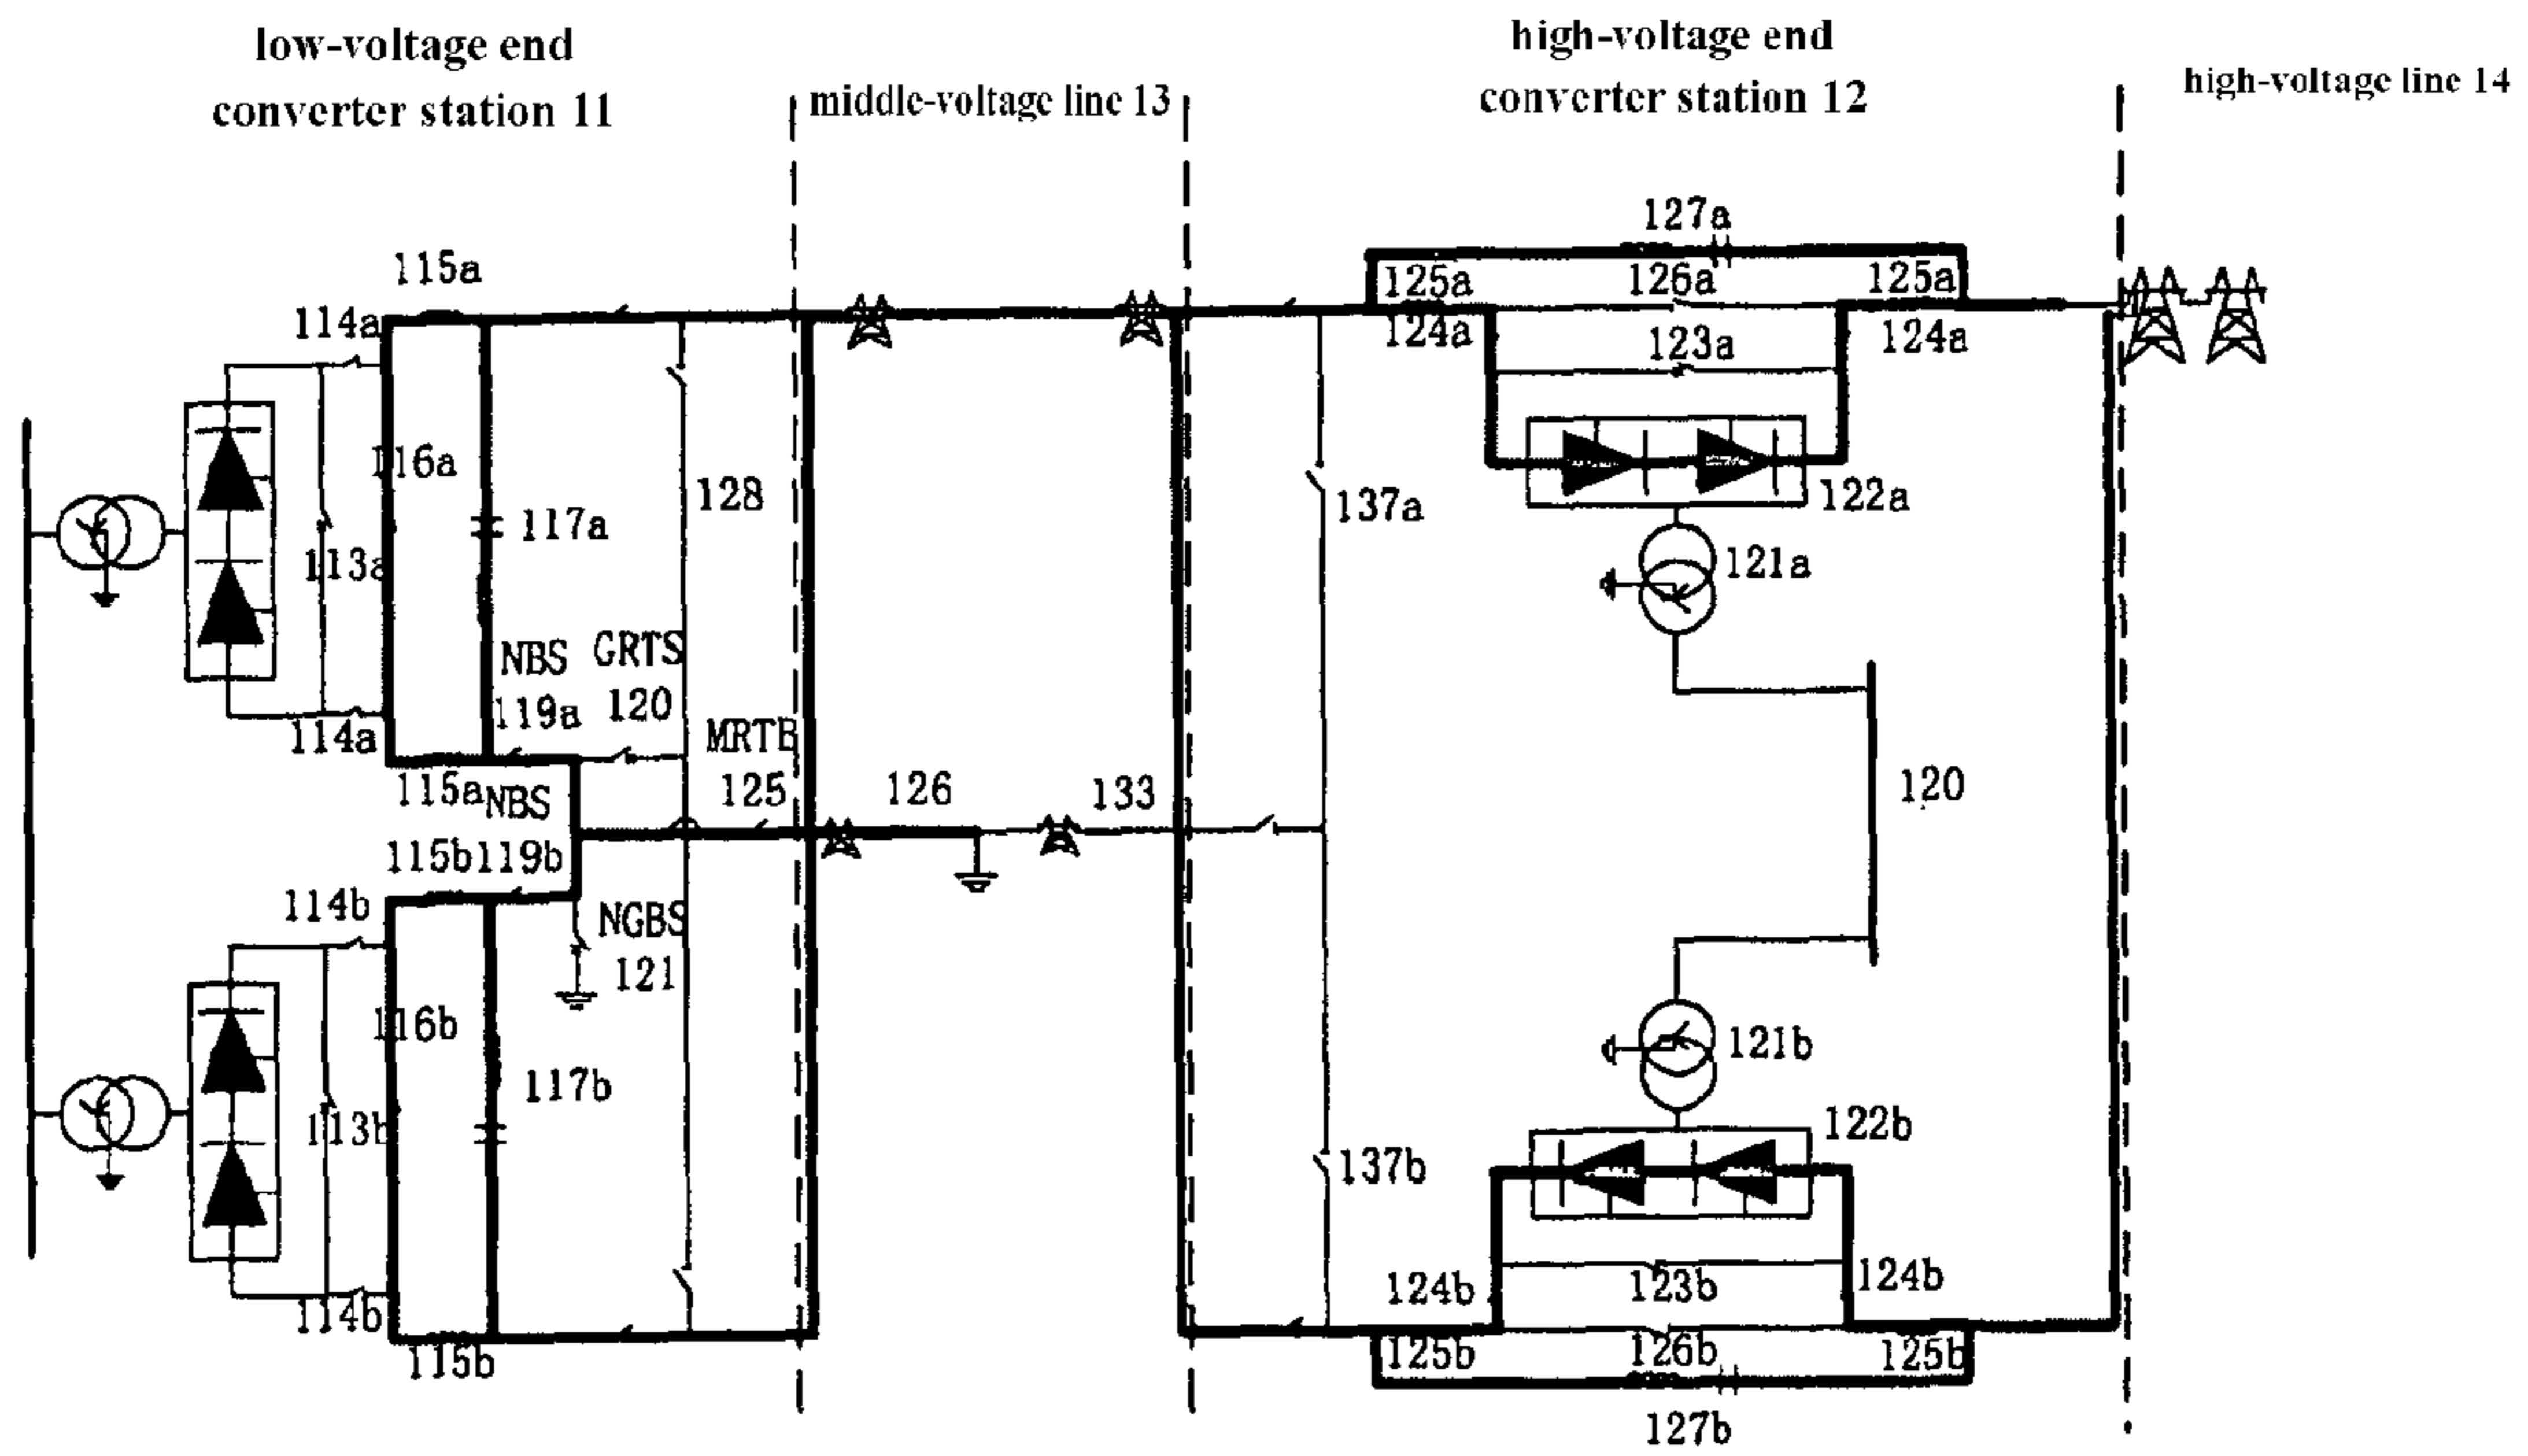 low-voltage end
converter station 11
middle-voltage line 13
high-voltage end
converter station 12
high-voltage line 14
127a
115a
125a
126a
125a
114a
124a
123a
124a
116a
128
117a
137a
122a
113a
121a
NBS
GRTS
119a
120
114a
MRTB
115a
NBS
125
126
133
120
115b
119b
114b
NGBS
121
116b
121b
117b
113b
122b
137b
114b
124b
123b
124b
115b
125b
126b
125b
127b